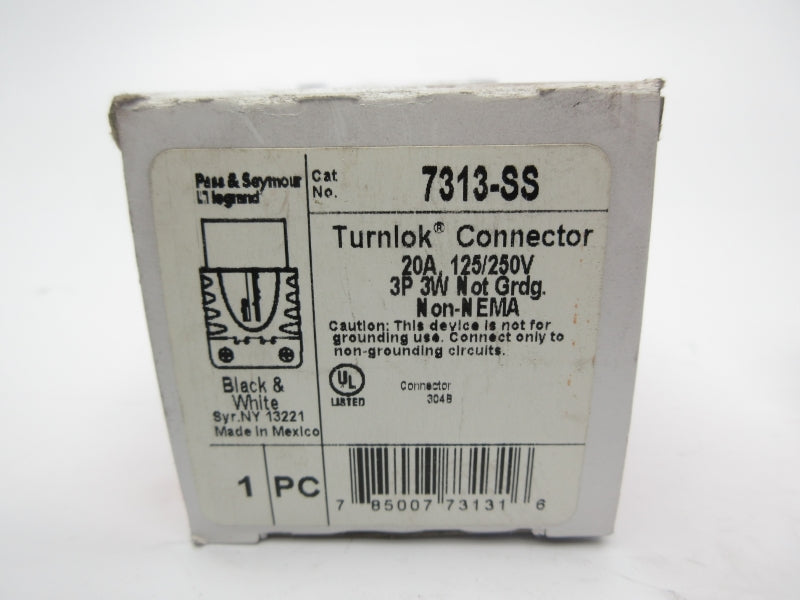 Pass & Seymour
legrand
Cat
No.
7313-SS
Turnlok® Connector
20A, 125/250V
3P 3W Not Grdg.
Non-NEMA
Caution: This device is not for
grounding use. Connect only to
non-grounding circuits.
UL
LISTED
Connector
304B
Black &
White
Syr.NY 13221
Made in Mexico
1 PC
7 85007 73131 6